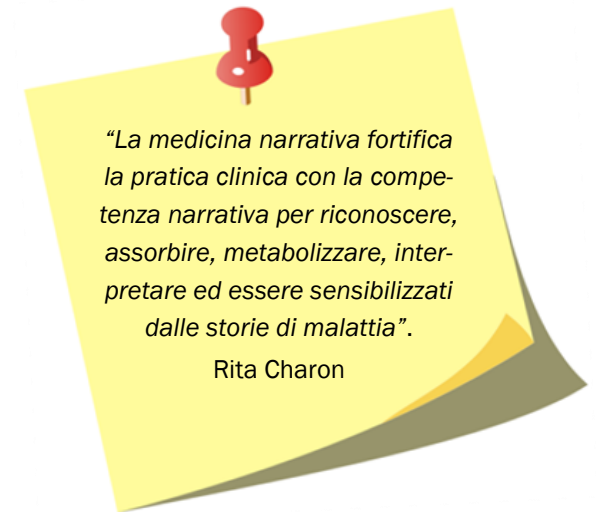 “La medicina narrativa fortifica
la pratica clinica con la compe-
tenza narrativa per riconoscere,
assorbire, metabolizzare, inter-
pretare ed essere sensibilizzati
dalle storie di malattia”.
Rita Charon